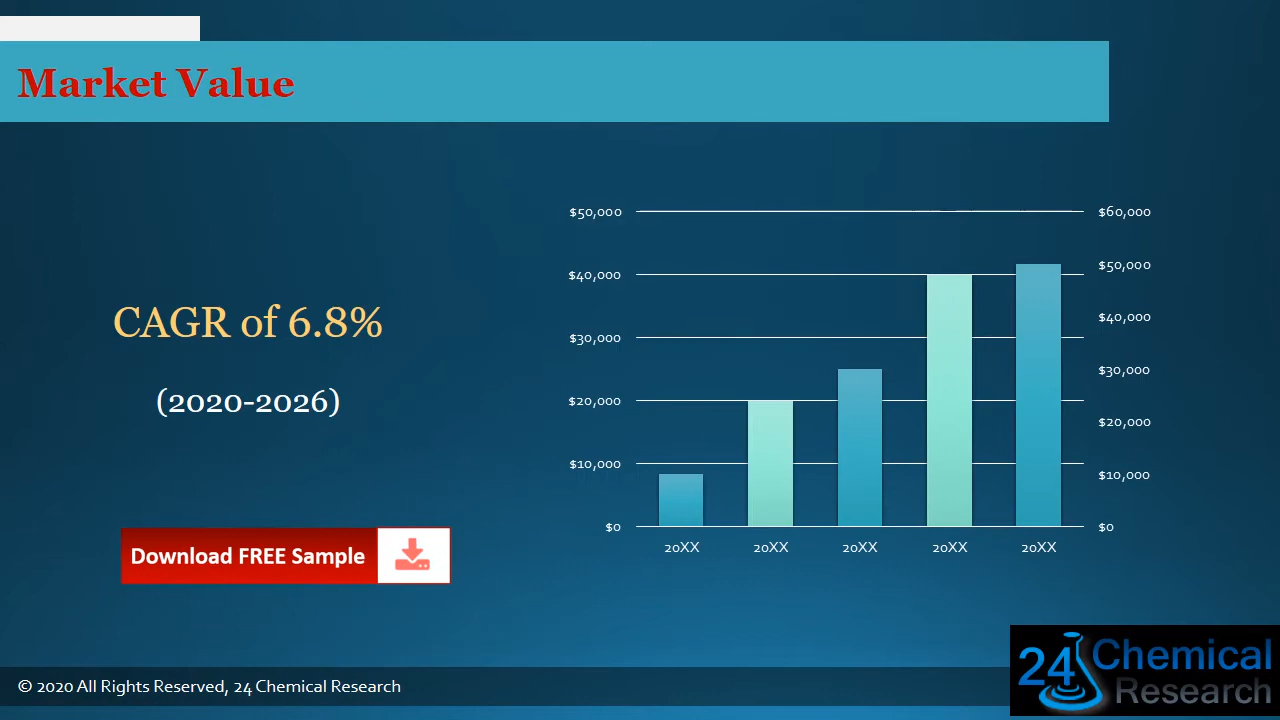 Market Value
CAGR of 6.8%
(2020-2026)
Download FREE Sample
$50,000
$40,000
$30,000
$20,000
$10,000
$0
$60,000
$50,000
$40,000
$30,000
$20,000
$10,000
$0
20XX 20XX 20XX 20XX 20XX
© 2020 All Rights Reserved, 24 Chemical Research
24 Chemical
Research